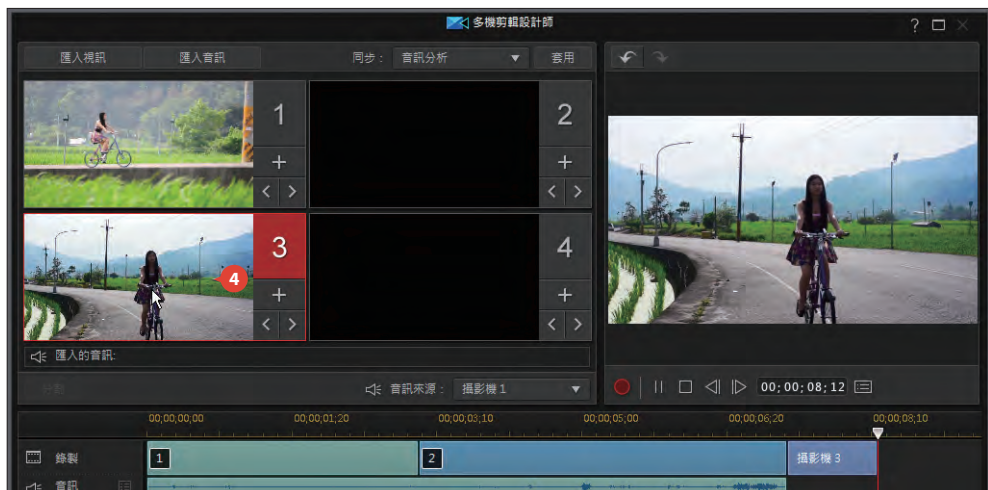 多機剪輯設計師
?
匯入視訊 匯入音訊 同步： 音訊分析 套用
1
2
3
4
4
匯入的音訊:
分割 音訊來源： 攝影機 1
00;00;08;12
00;00;00;00 00;00;01;20 00;00;03;10 00;00;05;00 00;00;06;20 00;00;08;10
錄製 1 2 攝影機 3
音訊